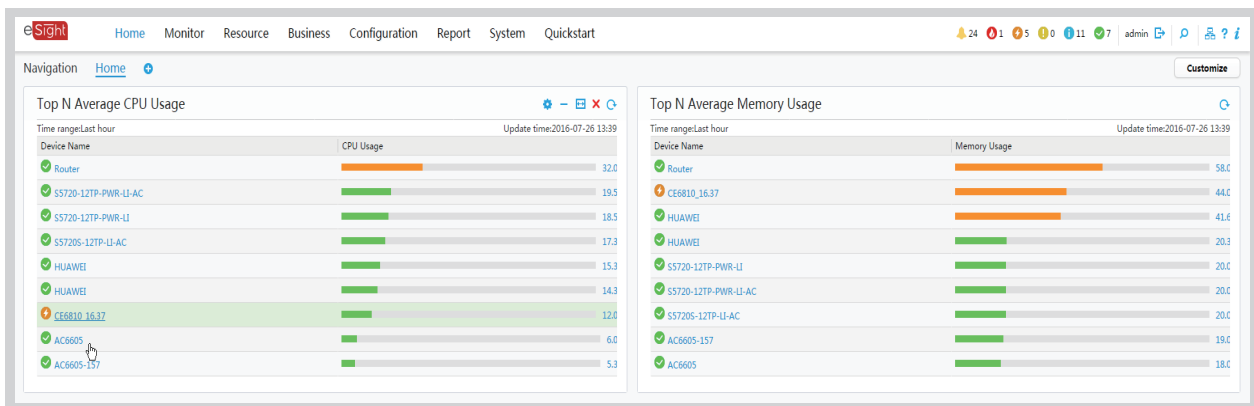 eSight Home Monitor Resource Business Configuration Report System Quickstart 24 1 5 0 11 7 admin ? i
Navigation Home Customize
Top N Average CPU Usage
Time range:Last hour Update time:2016-07-26 13:39
Device Name CPU Usage
Router 32.0
S5720-12TP-PWR-LI-AC 19.5
S5720-12TP-PWR-LI 18.5
S5720S-12TP-LI-AC 17.3
HUAWEI 15.3
HUAWEI 14.3
CE6810_16.37 12.0
AC6605 6.0
AC6605-157 5.3
Top N Average Memory Usage
Time range:Last hour Update time:2016-07-26 13:39
Device Name Memory Usage
Router 58.0
CE6810_16.37 44.0
HUAWEI 41.6
HUAWEI 20.3
S5720-12TP-PWR-LI 20.0
S5720-12TP-PWR-LI-AC 20.0
S5720S-12TP-LI-AC 20.0
AC6605-157 19.0
AC6605 18.0